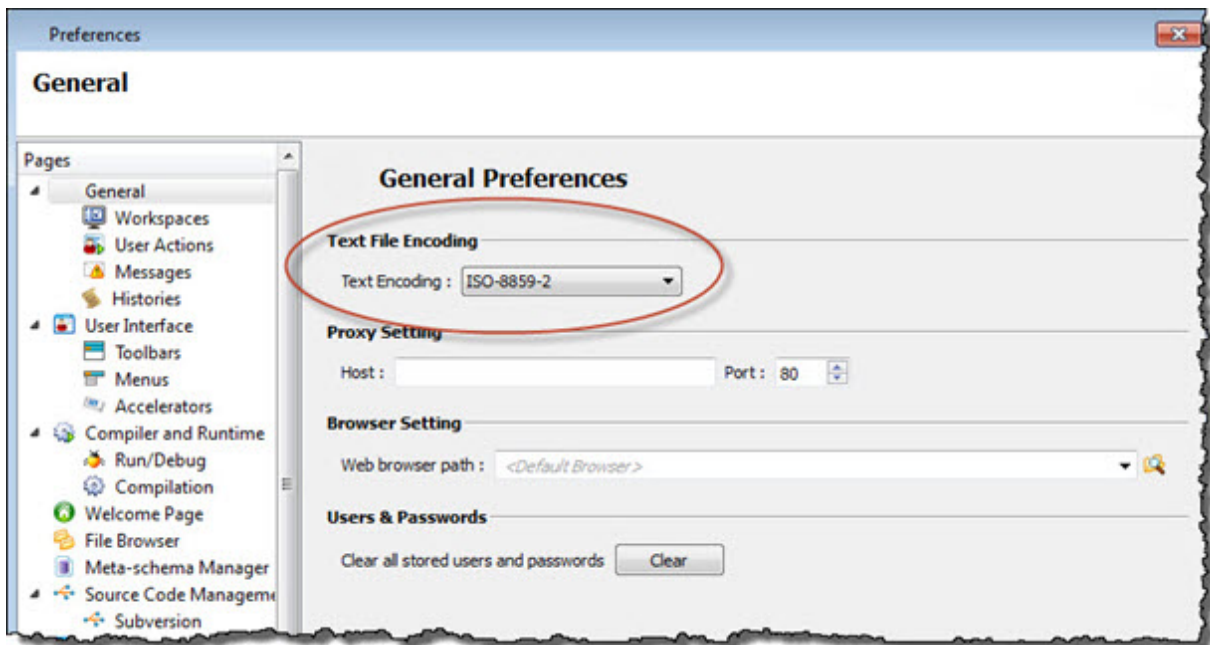 Preferences
General
Pages
General
Workspaces
User Actions
Messages
Histories
User Interface
Toolbars
Menus
Accelerators
Compiler and Runtime
Run/Debug
Compilation
Welcome Page
File Browser
Meta-schema Manager
Source Code Manageme
Subversion
General Preferences
Text File Encoding
Text Encoding : ISO-8859-2
Proxy Setting
Host : Port : 80
Browser Setting
Web browser path : <Default Browser>
Users & Passwords
Clear all stored users and passwords Clear